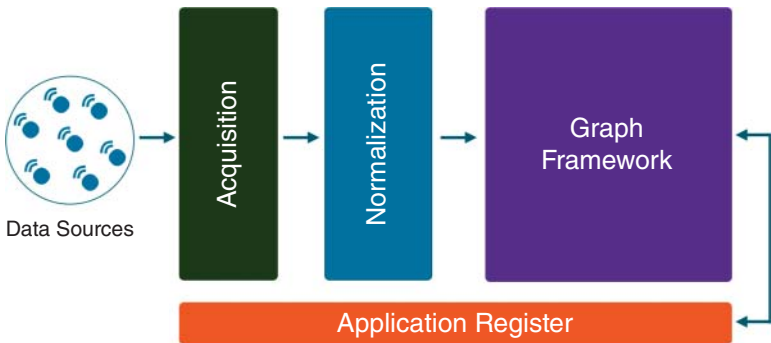 Data Sources
Acquisition
Normalization
Graph
Framework
Application Register